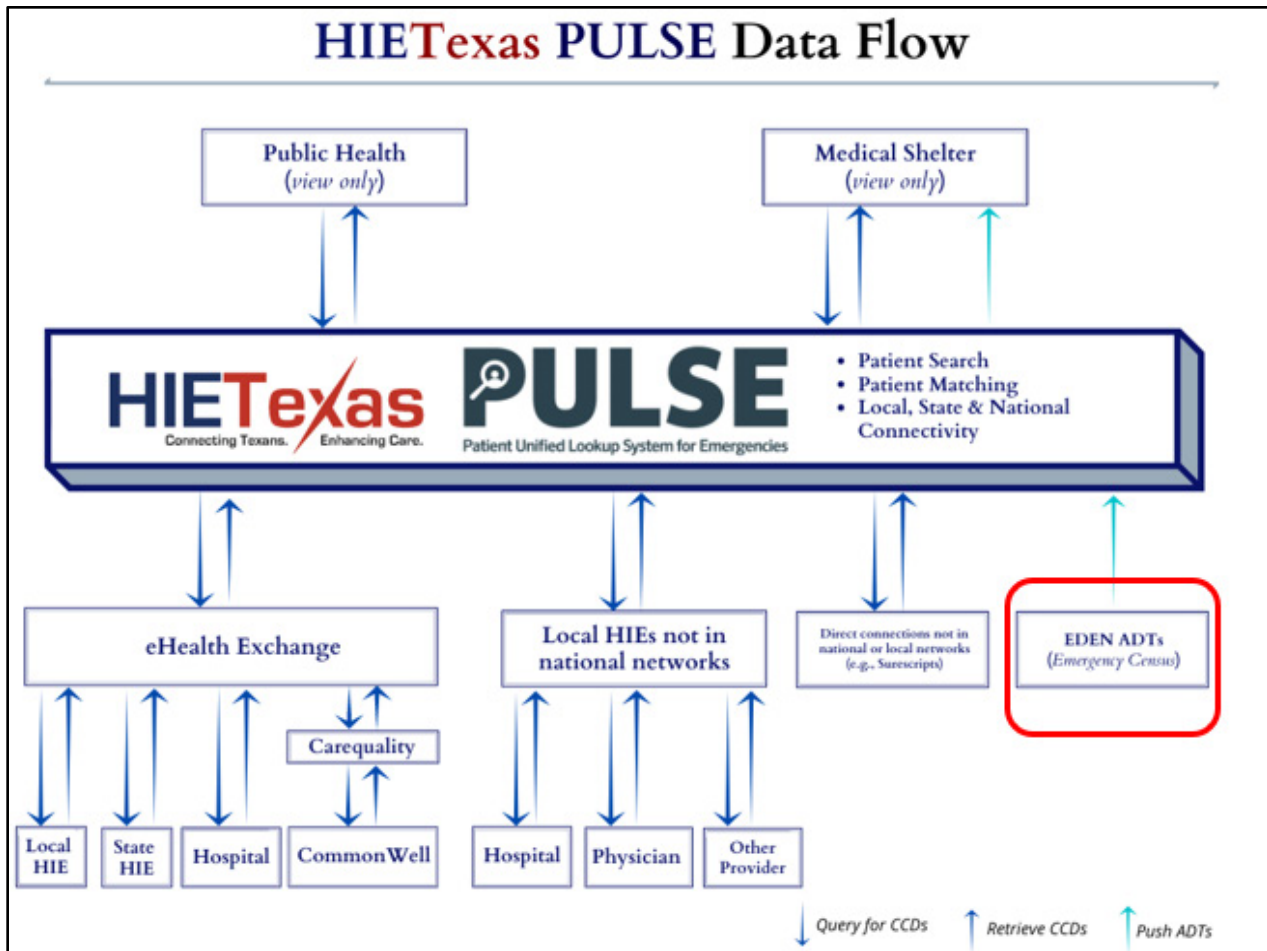 HIETexas PULSE Data Flow
Public Health
(view only)
Medical Shelter
(view only)
HIETexas
Connecting Texans. Enhancing Care.
PULSE
Patient Unified Lookup System for Emergencies
• Patient Search
• Patient Matching
• Local, State & National
Connectivity
eHealth Exchange
Local HIEs not in
national networks
Direct connections not in
national or local networks
(e.g., Surescripts)
EDEN ADTs
(Emergency Census)
Carequality
Local
HIE
State
HIE
Hospital
CommonWell
Hospital
Physician
Other
Provider
Query for CCDs
Retrieve CCDs
Push ADTs